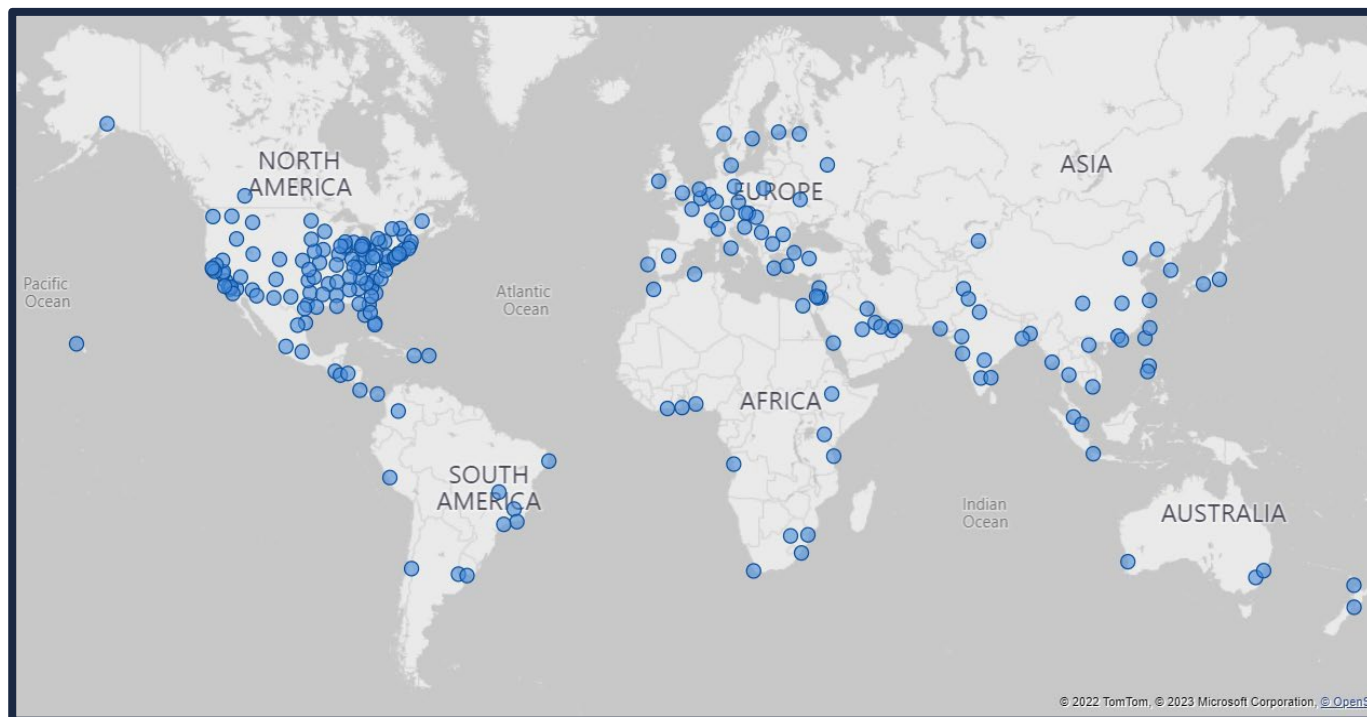 NORTH
AMERICA
EUROPE
ASIA
Pacific
Ocean
Atlantic
Ocean
AFRICA
SOUTH
AMERICA
Indian
Ocean
AUSTRALIA
© 2022 TomTom, © 2023 Microsoft Corporation, © OpenS